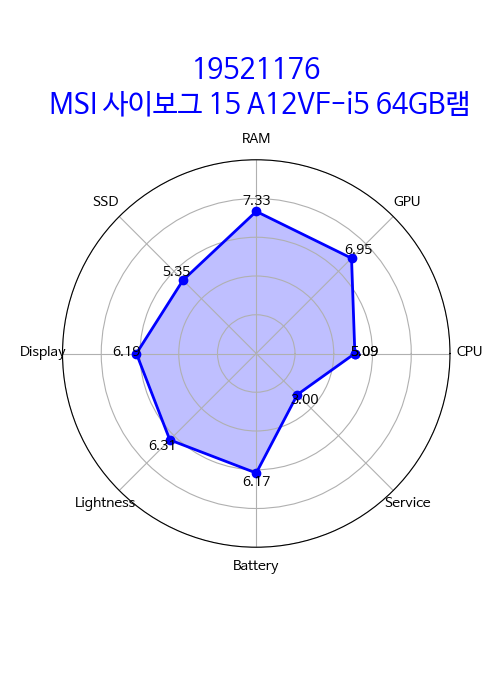 19521176
MSI 사이보그 15 A12VF-i5 64GB램
RAM
SSD
GPU
7.33
6.95
5.35
Display
6.19
5.09
CPU
3.00
6.31
6.17
Lightness
Service
Battery